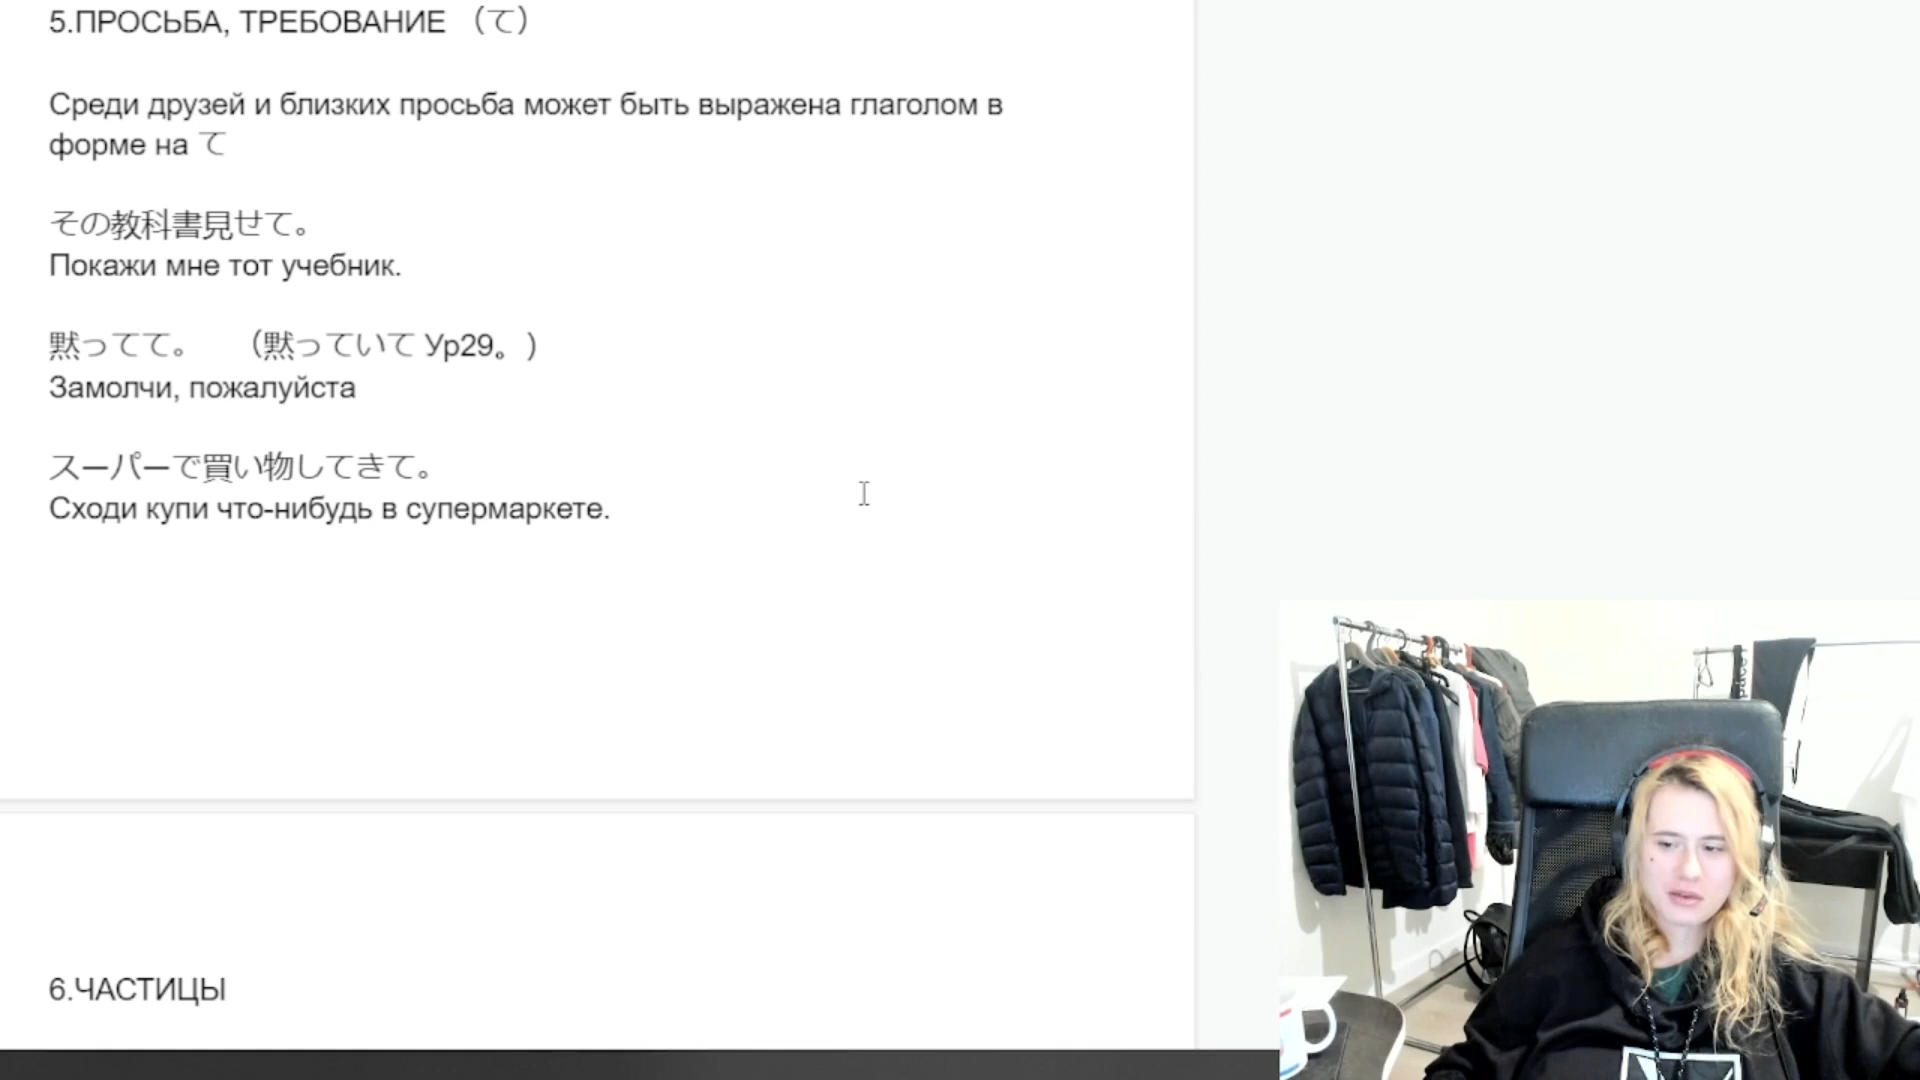 5.ПРОСЬБА, ТРЕБОВАНИЕ （て）
Среди друзей и близких просьба может быть выражена глаголом в
форме на て
その教科書見せて。
Покажи мне тот учебник.
黙ってて。 （黙っていて Ур29。）
Замолчи, пожалуйста
スーパーで買い物してきて。
Сходи купи что-нибудь в супермаркете.
6.ЧАСТИЦЫ